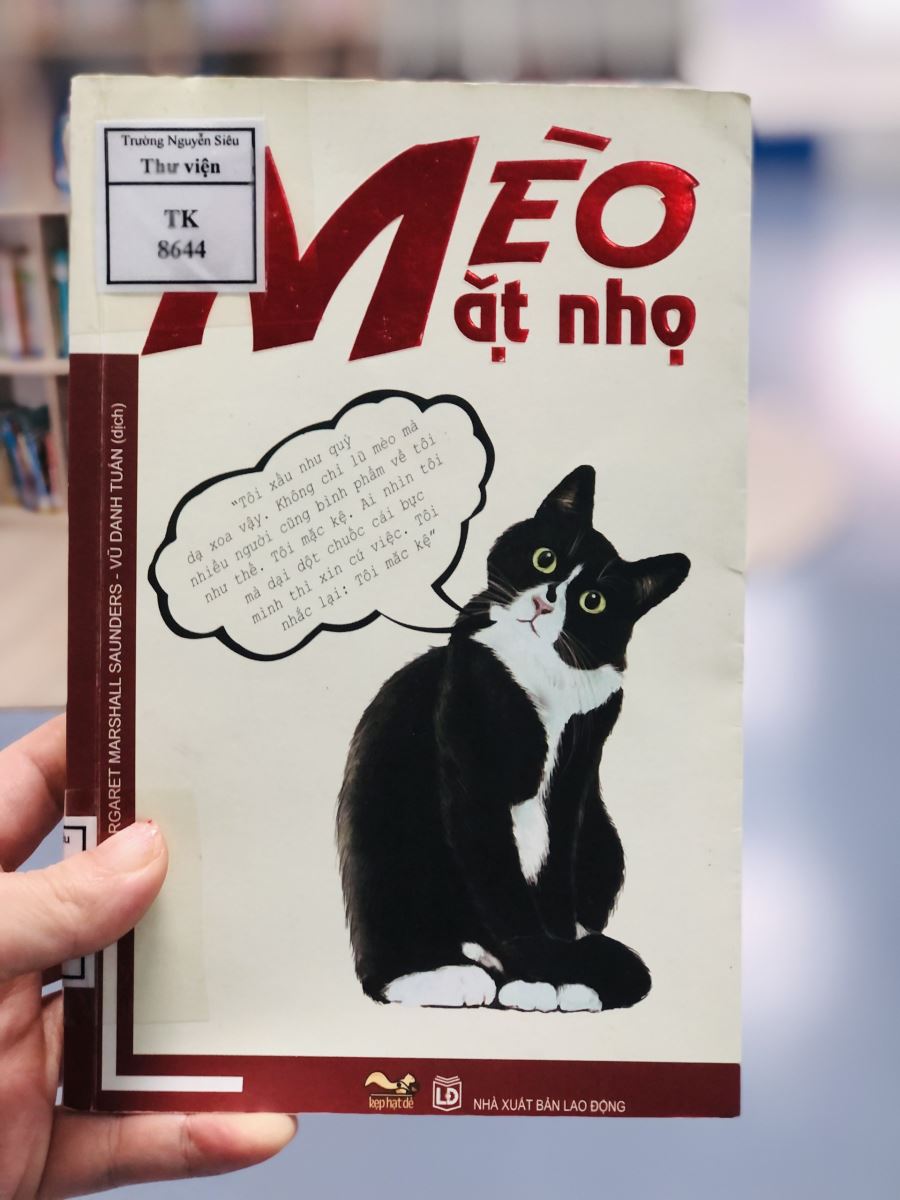 Trường Nguyễn Siêu
Thư viện
TK
8644
MÈO
ặt nhọ
"Tôi xấu như quỷ
dạ xoa vậy. Không chỉ lũ mèo mà
nhiều người cũng bình phẩm về tôi
như thế. Tôi mặc kệ. Ai nhìn tôi
mà dại dột chuốc cái bực
mình thì xin cứ việc. Tôi
nhắc lại: Tôi mặc kệ"
RGARET MARSHALL SAUNDERS - VŨ DANH TUẤN (dịch)
kẹp hạt dẻ
LĐ
NHÀ XUẤT BẢN LAO ĐỘNG